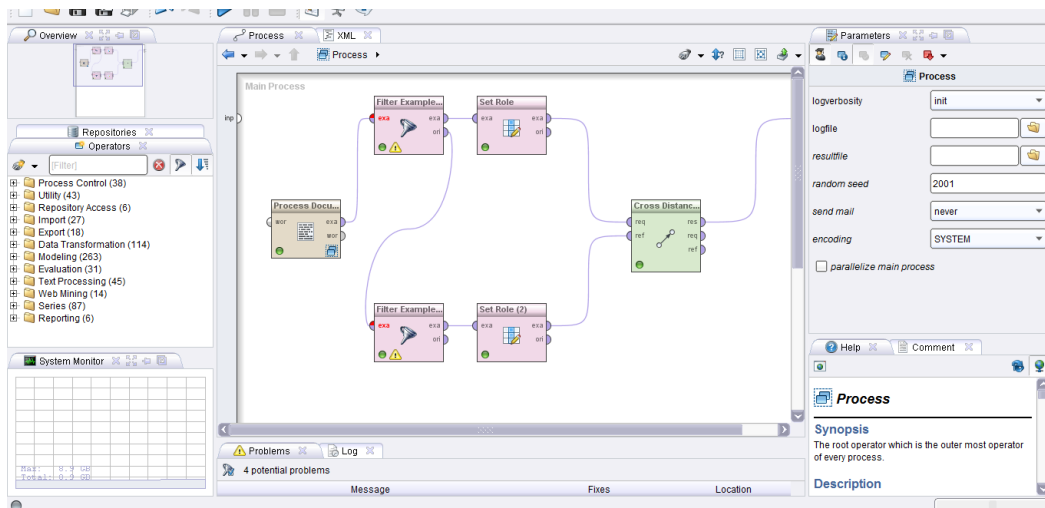 Overview
Process
XML
Parameters
Process
Process
Main Process
logverbosity
init
inp
Filter Example...
exa
exa
ori
Set Role
exa
exa
ori
logfile
Repositories
Operators
resultfile
[Filter]
random seed
2001
Process Control (38)
Utility (43)
Repository Access (6)
Import (27)
Export (18)
Data Transformation (114)
Modeling (263)
Evaluation (31)
Text Processing (45)
Web Mining (14)
Series (87)
Reporting (6)
Process Docu...
wor
exa
wor
Cross Distanc...
req
res
ref
req
ref
send mail
never
encoding
SYSTEM
parallelize main process
Filter Example...
exa
exa
ori
Set Role (2)
exa
exa
ori
System Monitor
Help
Comment
Process
Synopsis
The root operator which is the outer most operator
of every process.
Description
Max: 8.9 GB
Problems
Log
4 potential problems
Message
Fixes
Location